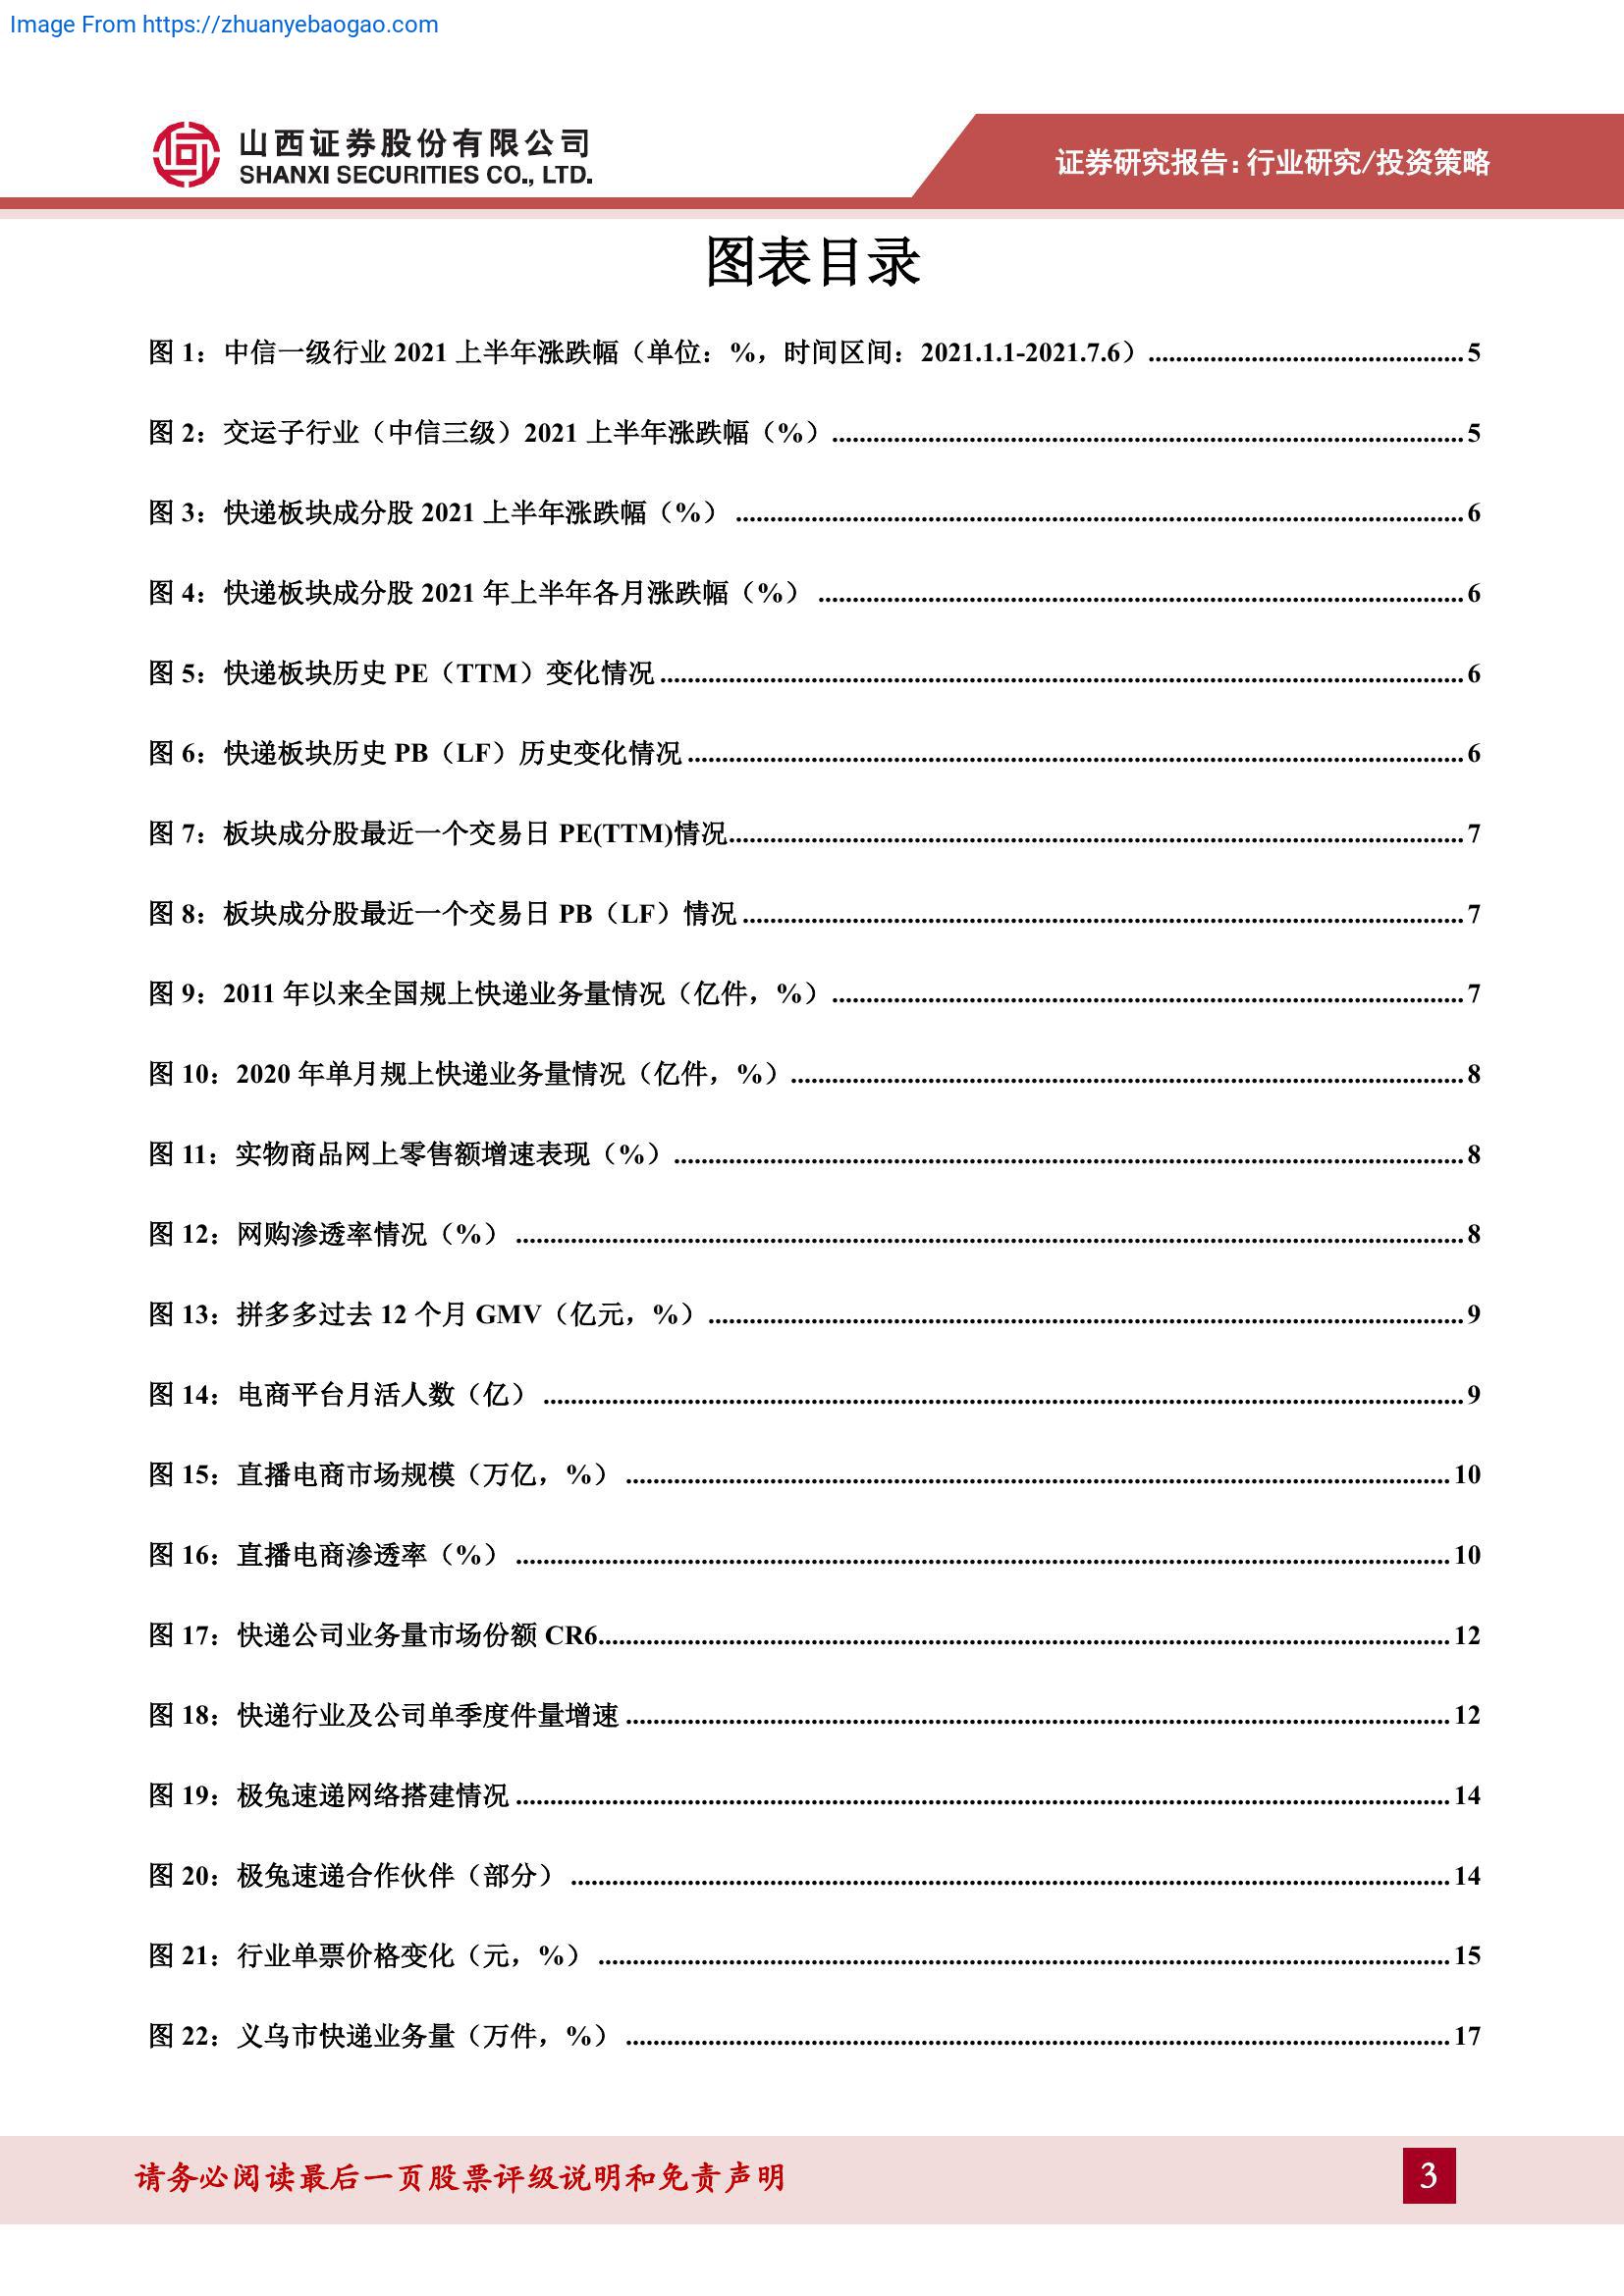 Image From https://zhuanyebaogao.com
山西证券股份有限公司
SHANXI SECURITIES CO., LTD.
证券研究报告:行业研究/投资策略
图表目录
图 1：中信一级行业 2021 上半年涨跌幅（单位：%，时间区间：2021.1.1-2021.7.6）........................5
图 2：交运子行业（中信三级）2021 上半年涨跌幅（%）........................5
图 3：快递板块成分股 2021 上半年涨跌幅（%）........................6
图 4：快递板块成分股 2021 年上半年各月涨跌幅（%）........................6
图 5：快递板块历史 PE（TTM）变化情况........................6
图 6：快递板块历史 PB（LF）历史变化情况........................6
图 7：板块成分股最近一个交易日 PE(TTM)情况........................7
图 8：板块成分股最近一个交易日 PB（LF）情况........................7
图 9：2011 年以来全国规上快递业务量情况（亿件，%）........................7
图 10：2020 年单月规上快递业务量情况（亿件，%）........................8
图 11：实物商品网上零售额增速表现（%）........................8
图 12：网购渗透率情况（%）........................8
图 13：拼多多过去 12 个月 GMV（亿元，%）........................9
图 14：电商平台月活人数（亿）........................9
图 15：直播电商市场规模（万亿，%）........................10
图 16：直播电商渗透率（%）........................10
图 17：快递公司业务量市场份额 CR6........................12
图 18：快递行业及公司单季度件量增速........................12
图 19：极兔速递网络搭建情况........................14
图 20：极兔速递合作伙伴（部分）........................14
图 21：行业单票价格变化（元，%）........................15
图 22：义乌市快递业务量（万件，%）........................17
请务必阅读最后一页股票评级说明和免责声明
3